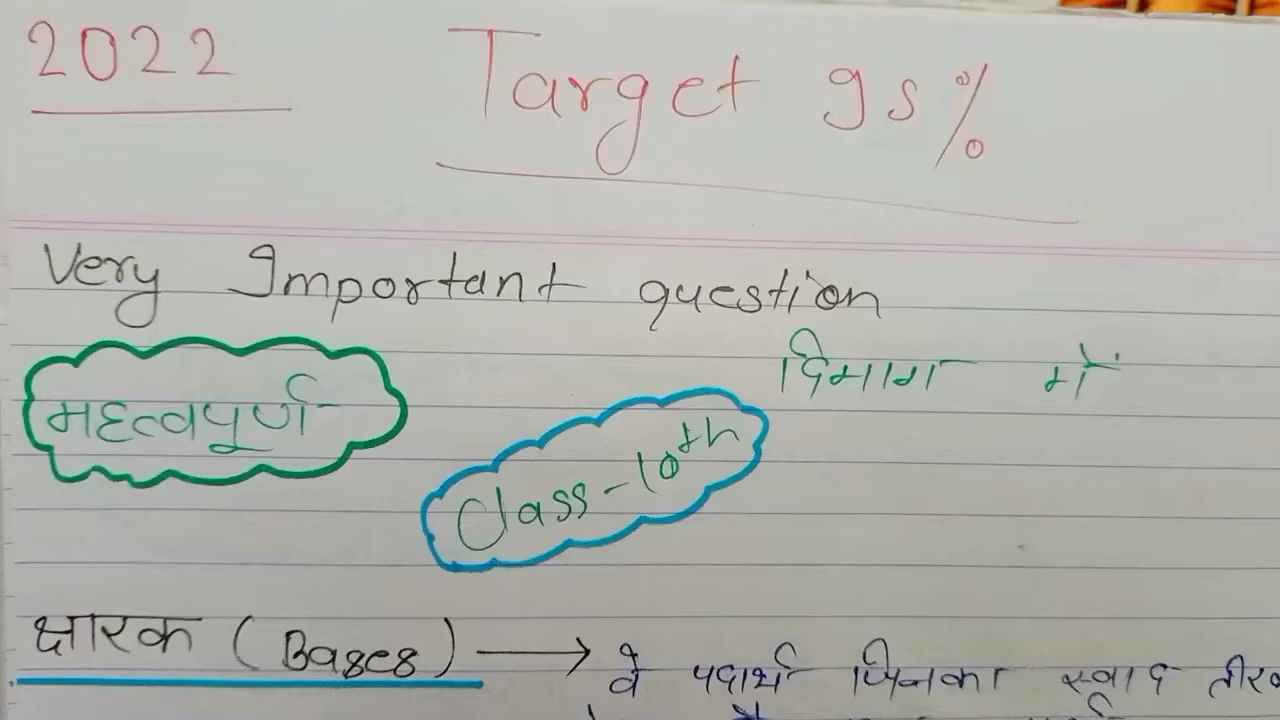 2022
Target 95%
Very Important question
दिमाग में
महत्वपूर्ण
Class-10th
क्षारक (Bases) → वे पदार्थ जिनका स्वाद